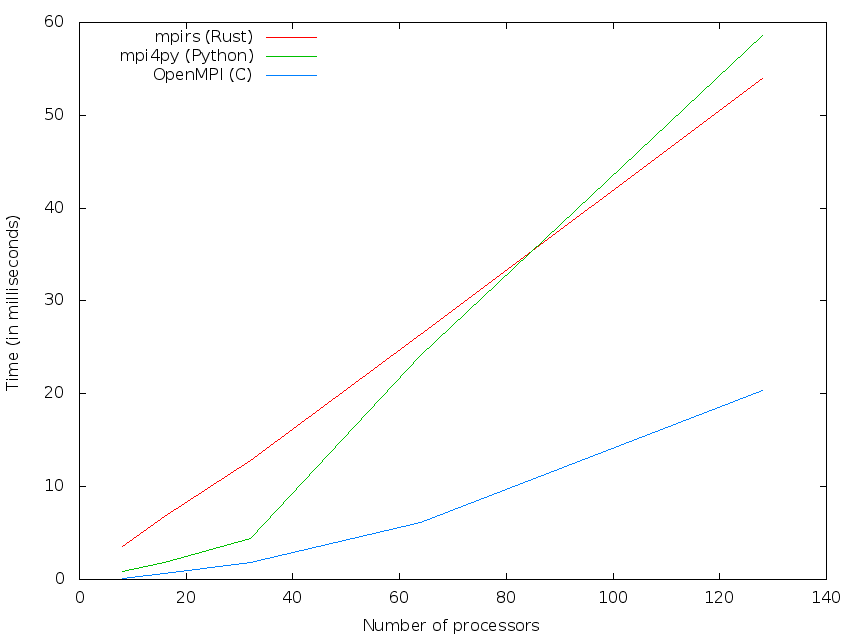 60
50
40
30
20
10
0
mpirs (Rust)
mpi4py (Python)
OpenMPI (C)
Time (in milliseconds)
0 20 40 60 80 100 120 140
Number of processors